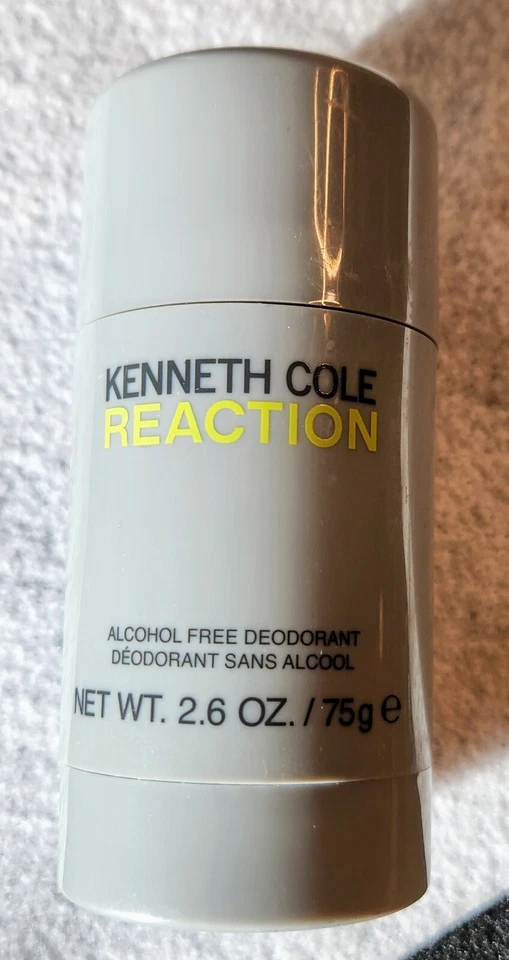 KENNETH COLE
REACTION
ALCOHOL FREE DEODORANT
DÉODORANT SANS ALCOOL
NET WT. 2.6 OZ. / 75g ℮